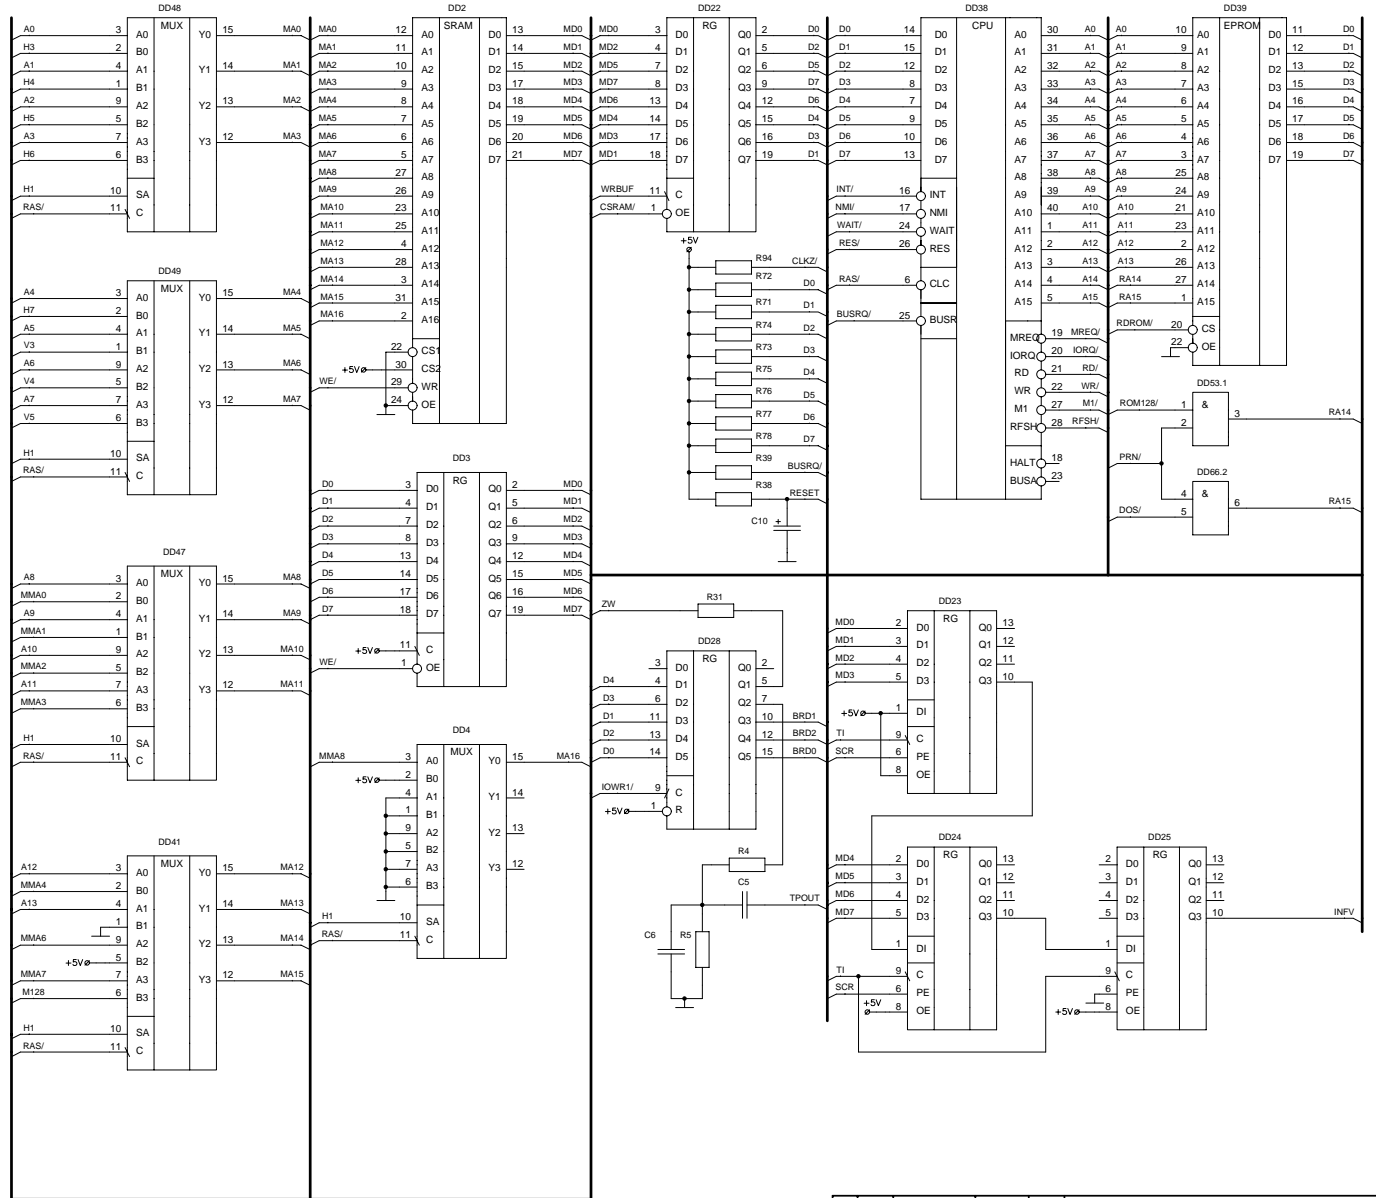 DD48
MUX
A0 3 A0 Y0 15 MA0
H3 2 B0
A1 4 A1 Y1 14 MA1
H4 1 B1
A2 9 A2 Y2 13 MA2
H5 5 B2
A3 7 A3 Y3 12 MA3
H6 6 B3
H1 10 SA
RAS/ 11 C
DD49
MUX
A4 3 A0 Y0 15 MA4
H7 2 B0
A5 4 A1 Y1 14 MA5
V3 1 B1
A6 9 A2 Y2 13 MA6
V4 5 B2
A7 7 A3 Y3 12 MA7
V5 6 B3
H1 10 SA
RAS/ 11 C
DD47
MUX
A8 3 A0 Y0 15 MA8
MMA0 2 B0
A9 4 A1 Y1 14 MA9
MMA1 1 B1
A10 9 A2 Y2 13 MA10
MMA2 5 B2
A11 7 A3 Y3 12 MA11
MMA3 6 B3
H1 10 SA
RAS/ 11 C
DD41
MUX
A12 3 A0 Y0 15 MA12
MMA4 2 B0
A13 4 A1 Y1 14 MA13
1 B1
MMA6 9 A2 Y2 13 MA14
+5V 5 B2
MMA7 7 A3 Y3 12 MA15
M128 6 B3
H1 10 SA
RAS/ 11 C
DD2
SRAM
MA0 12 A0 D0 13 MD0
MA1 11 A1 D1 14 MD1
MA2 10 A2 D2 15 MD2
MA3 9 A3 D3 17 MD3
MA4 8 A4 D4 18 MD4
MA5 7 A5 D5 19 MD5
MA6 6 A6 D6 20 MD6
MA7 5 A7 D7 21 MD7
MA8 27 A8
MA9 26 A9
MA10 23 A10
MA11 25 A11
MA12 4 A12
MA13 28 A13
MA14 3 A14
MA15 31 A15
MA16 2 A16
22 CS1
+5V 30 CS2
WE/ 29 WR
24 OE
DD3
RG
D0 3 D0 Q0 2 MD0
D1 4 D1 Q1 5 MD1
D2 7 D2 Q2 6 MD2
D3 8 D3 Q3 9 MD3
D4 13 D4 Q4 12 MD4
D5 14 D5 Q5 15 MD5
D6 17 D6 Q6 16 MD6
D7 18 D7 Q7 19 MD7
+5V 11 C
WE/ 1 OE
DD4
MUX
MMA8 3 A0 Y0 15 MA16
+5V 2 B0
4 A1 Y1 14
1 B1
9 A2 Y2 13
5 B2
7 A3 Y3 12
6 B3
H1 10 SA
RAS/ 11 C
DD22
RG
MD0 3 D0 Q0 2 D0
MD2 4 D1 Q1 5 D2
MD5 7 D2 Q2 6 D5
MD7 8 D3 Q3 9 D7
MD6 13 D4 Q4 12 D6
MD4 14 D5 Q5 15 D4
MD3 17 D6 Q6 16 D3
MD1 18 D7 Q7 19 D1
WRBUF 11 C
CSRAM/ 1 OE
+5V
R94 CLKZ/
R72 D0
R71 D1
R74 D2
R73 D3
R75 D4
R76 D5
R77 D6
R78 D7
R39 BUSRQ/
R38 RESET
C10 +
DD38
CPU
D0 14 D0 A0 30 A0
D1 15 D1 A1 31 A1
D2 12 D2 A2 32 A2
D3 8 D3 A3 33 A3
D4 7 D4 A4 34 A4
D5 9 D5 A5 35 A5
D6 10 D6 A6 36 A6
D7 13 D7 A7 37 A7
A8 38 A8
INT/ 16 INT A9 39 A9
NMI/ 17 NMI A10 40 A10
WAIT/ 24 WAIT A11 1 A11
RES/ 26 RES A12 2 A12
A13 3 A13
RAS/ 6 CLC A14 4 A14
A15 5 A15
BUSRQ/ 25 BUSR
MREQ 19 MREQ/
IORQ 20 IORQ/
RD 21 RD/
WR 22 WR/
M1 27 M1/
RFSH 28 RFSH/
HALT 18
BUSA 23
DD39
EPROM
A0 10 A0 D0 11 D0
A1 9 A1 D1 12 D1
A2 8 A2 D2 13 D2
A3 7 A3 D3 15 D3
A4 6 A4 D4 16 D4
A5 5 A5 D5 17 D5
A6 4 A6 D6 18 D6
A7 3 A7 D7 19 D7
A8 25 A8
A9 24 A9
A10 21 A10
A11 23 A11
A12 2 A12
A13 26 A13
RA14 27 A14
RA15 1 A15
RDROM/ 20 CS
22 OE
DD53.1
ROM128/ 1 & 3 RA14
2
PRN/
DD66.2
4 & 6 RA15
DOS/ 5
ZW R31
DD28
RG
3 D0 Q0 2
D4 4 D1 Q1 5
D3 6 D2 Q2 7
D1 11 D3 Q3 10 BRD1
D2 13 D4 Q4 12 BRD2
D0 14 D5 Q5 15 BRD0
IOWR1/ 9 C
+5V 1 R
R4
C5 TPOUT
C6 R5
DD23
RG
MD0 2 D0 Q0 13
MD1 3 D1 Q1 12
MD2 4 D2 Q2 11
MD3 5 D3 Q3 10
+5V 1 DI
TI 9 C
SCR 6 PE
8 OE
DD24
RG
MD4 2 D0 Q0 13
MD5 3 D1 Q1 12
MD6 4 D2 Q2 11
MD7 5 D3 Q3 10
1 DI
TI 9 C
SCR 6 PE
+5V 8 OE
DD25
RG
2 D0 Q0 13
3 D1 Q1 12
4 D2 Q2 11
5 D3 Q3 10 INFV
1 DI
9 C
6 PE
+5V 8 OE